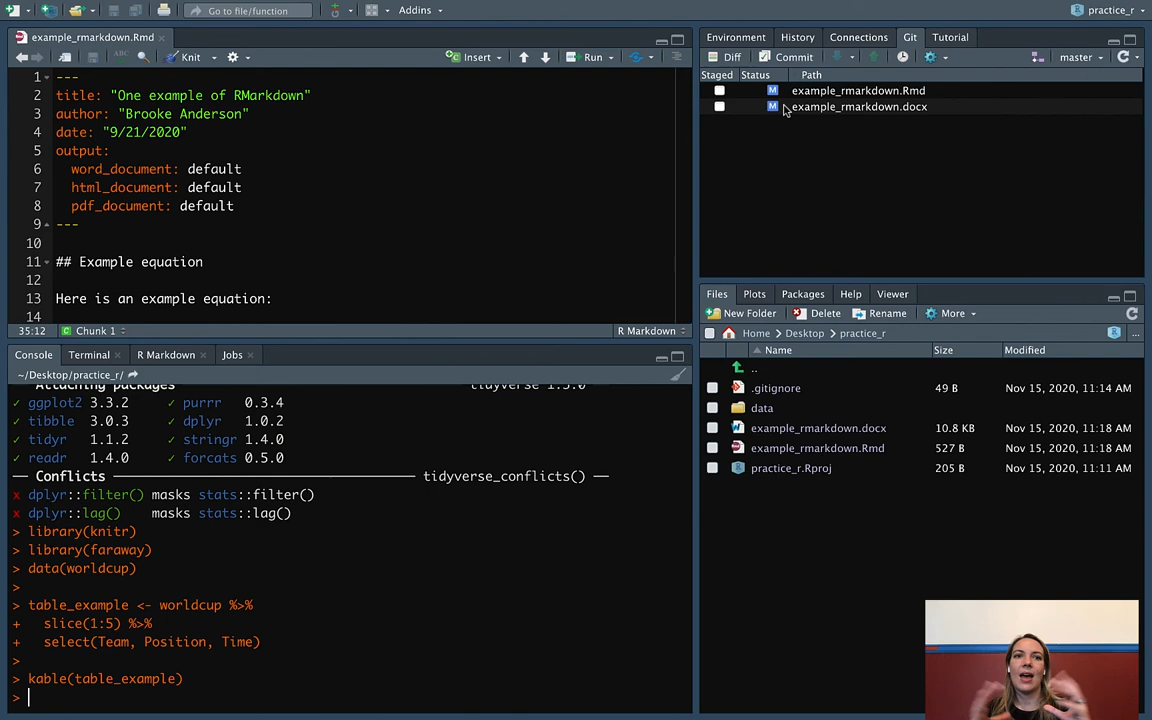 Go to file/function
Addins
practice_r
example_rmarkdown.Rmd
ABC
Knit
Insert
Run
1 ---
2 title: "One example of RMarkdown"
3 author: "Brooke Anderson"
4 date: "9/21/2020"
5 output:
6 word_document: default
7 html_document: default
8 pdf_document: default
9 ---
10
11 ## Example equation
12
13 Here is an example equation:
14
35:12 Chunk 1 R Markdown
Console Terminal R Markdown Jobs
~/Desktop/practice_r/
Attaching packages tidyverse 1.3.0
✓ ggplot2 3.3.2 ✓ purrr 0.3.4
✓ tibble 3.0.3 ✓ dplyr 1.0.2
✓ tidyr 1.1.2 ✓ stringr 1.4.0
✓ readr 1.4.0 ✓ forcats 0.5.0
── Conflicts ── tidyverse_conflicts() ──
x dplyr::filter() masks stats::filter()
x dplyr::lag() masks stats::lag()
> library(knitr)
> library(faraway)
> data(worldcup)
>
> table_example <- worldcup %>%
+ slice(1:5) %>%
+ select(Team, Position, Time)
>
> kable(table_example)
>
Environment History Connections Git Tutorial
Diff Commit master
Staged Status Path
M example_rmarkdown.Rmd
M example_rmarkdown.docx
Files Plots Packages Help Viewer
New Folder Delete Rename More
Home Desktop practice_r ...
Name Size Modified
..
.gitignore 49 B Nov 15, 2020, 11:14 AM
data
example_rmarkdown.docx 10.8 KB Nov 15, 2020, 11:18 AM
example_rmarkdown.Rmd 527 B Nov 15, 2020, 11:18 AM
practice_r.Rproj 205 B Nov 15, 2020, 11:11 AM